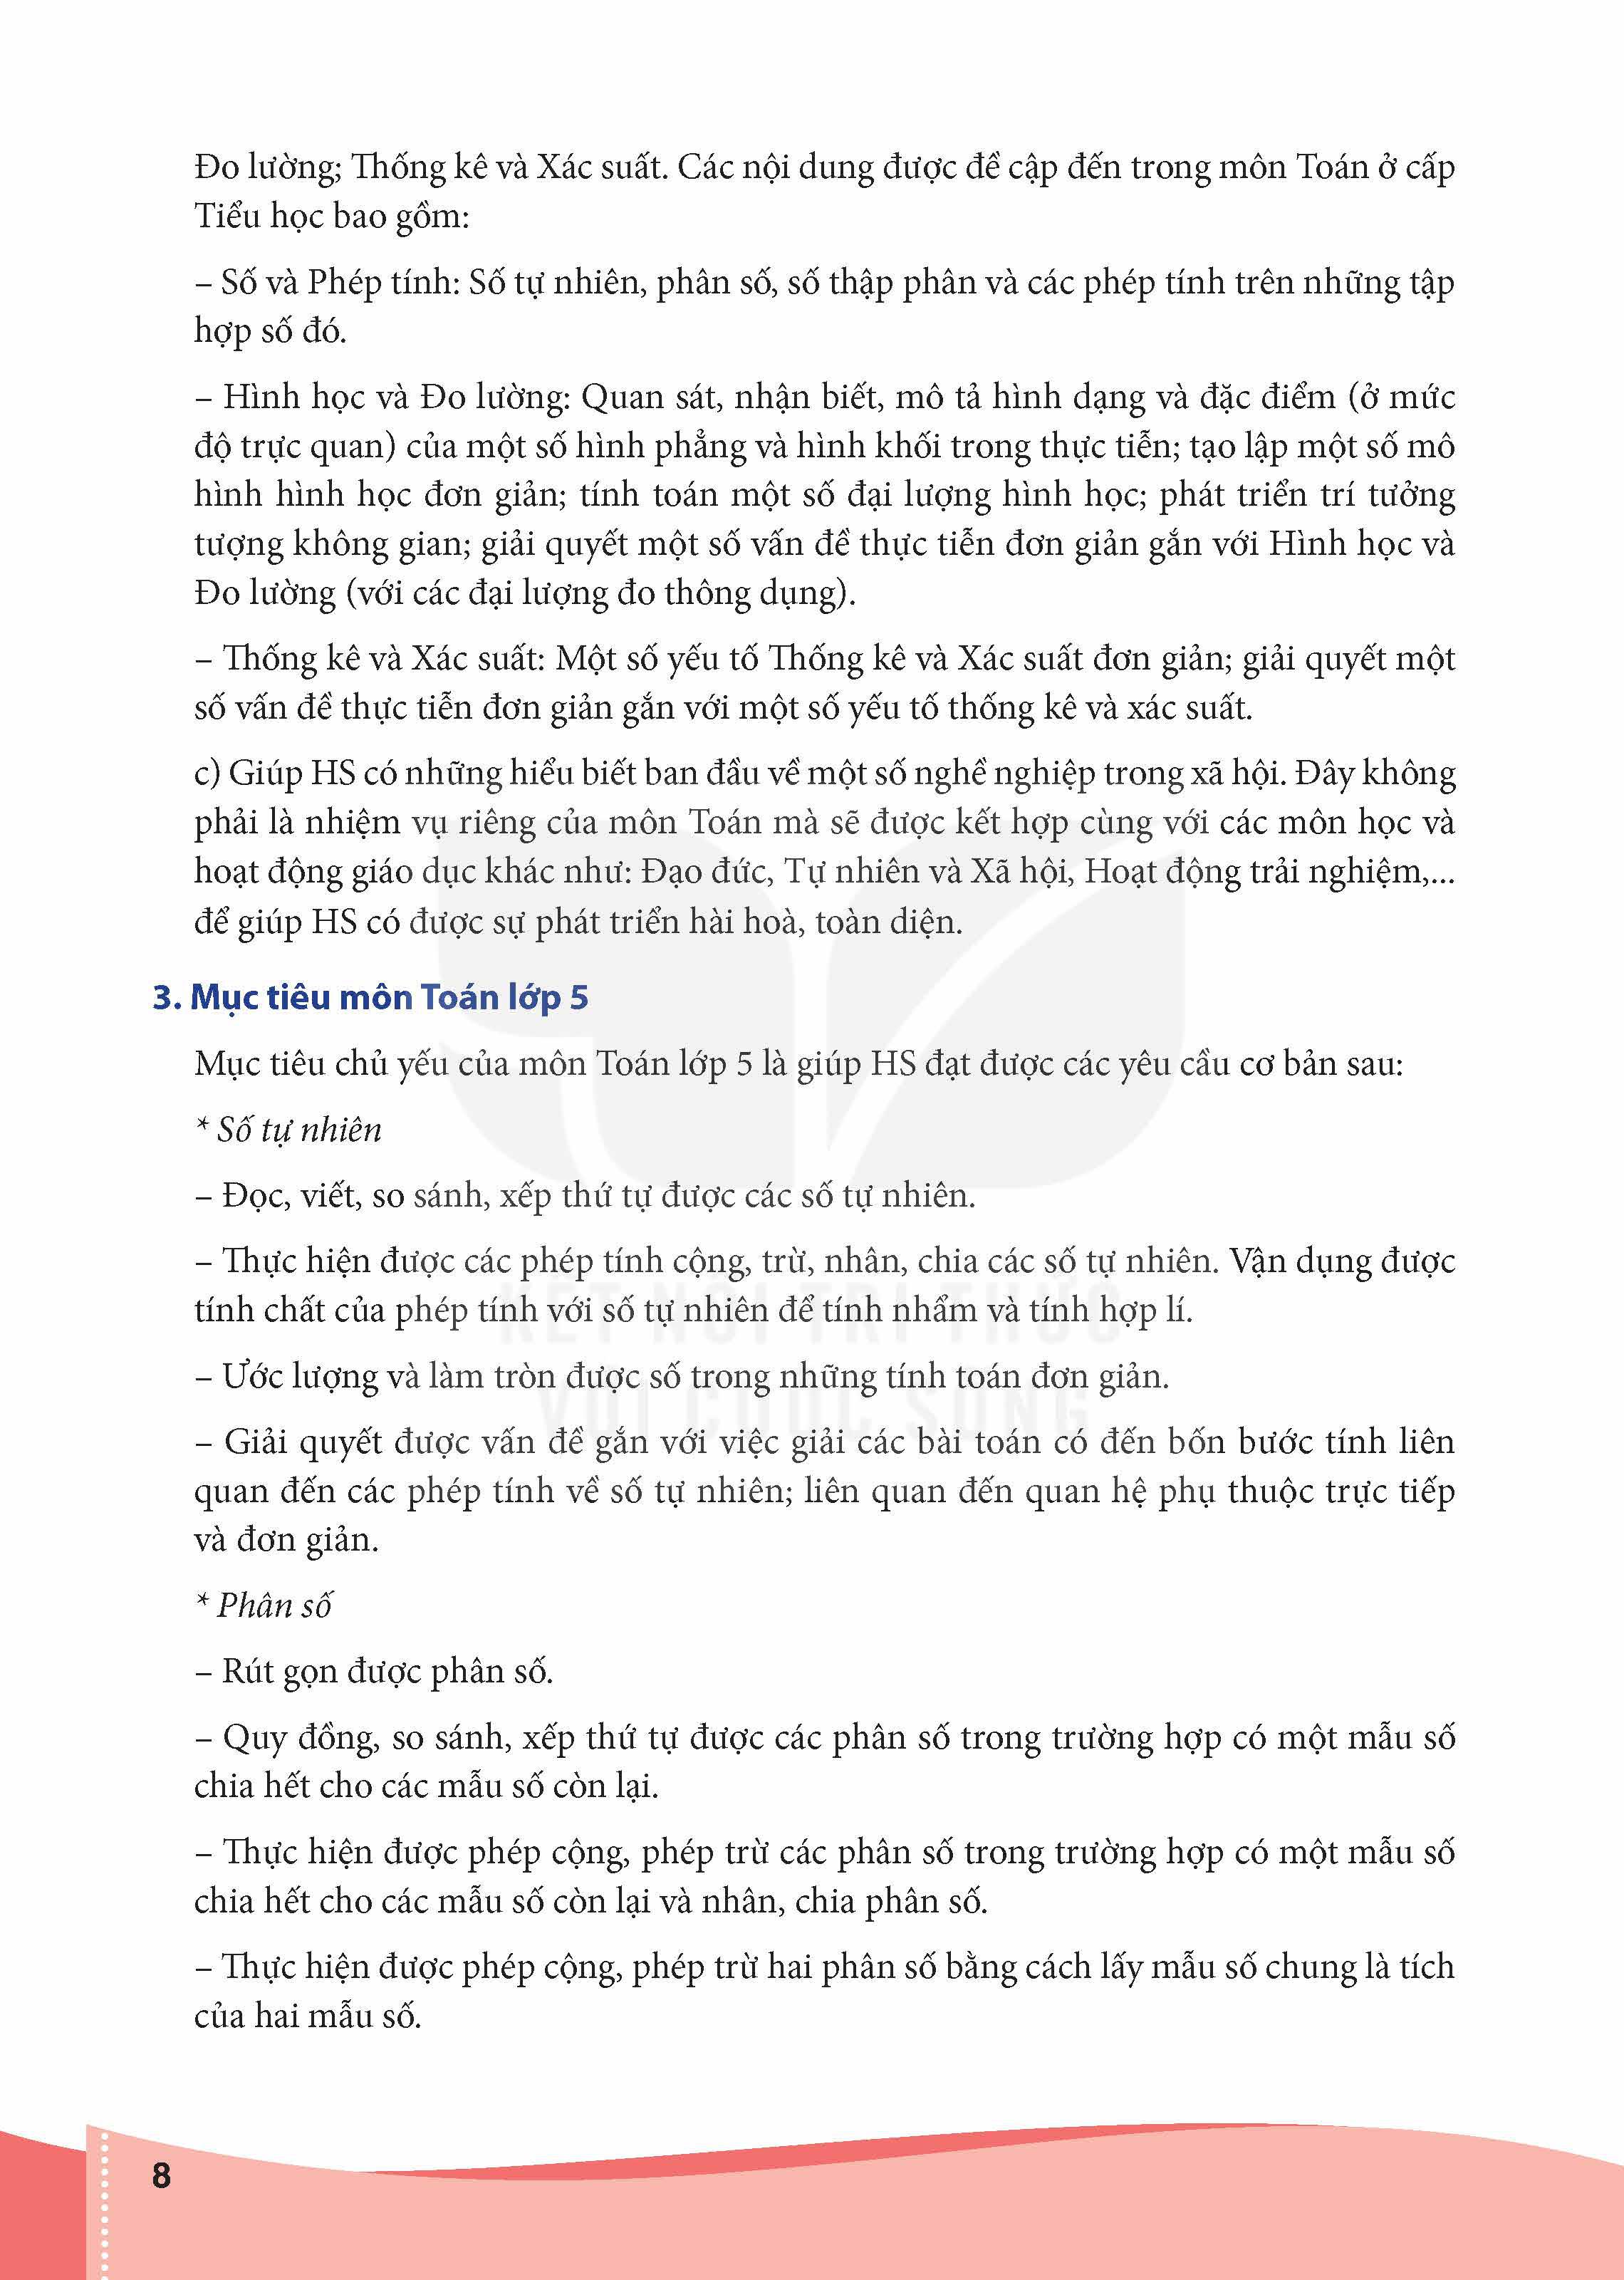 Đo lường; Thống kê và Xác suất. Các nội dung được đề cập đến trong môn Toán ở cấp
Tiểu học bao gồm:
– Số và Phép tính: Số tự nhiên, phân số, số thập phân và các phép tính trên những tập
hợp số đó.
– Hình học và Đo lường: Quan sát, nhận biết, mô tả hình dạng và đặc điểm (ở mức
độ trực quan) của một số hình phẳng và hình khối trong thực tiễn; tạo lập một số mô
hình hình học đơn giản; tính toán một số đại lượng hình học; phát triển trí tưởng
tượng không gian; giải quyết một số vấn đề thực tiễn đơn giản gắn với Hình học và
Đo lường (với các đại lượng đo thông dụng).
– Thống kê và Xác suất: Một số yếu tố Thống kê và Xác suất đơn giản; giải quyết một
số vấn đề thực tiễn đơn giản gắn với một số yếu tố thống kê và xác suất.
c) Giúp HS có những hiểu biết ban đầu về một số nghề nghiệp trong xã hội. Đây không
phải là nhiệm vụ riêng của môn Toán mà sẽ được kết hợp cùng với các môn học và
hoạt động giáo dục khác như: Đạo đức, Tự nhiên và Xã hội, Hoạt động trải nghiệm,...
để giúp HS có được sự phát triển hài hoà, toàn diện.
3. Mục tiêu môn Toán lớp 5
Mục tiêu chủ yếu của môn Toán lớp 5 là giúp HS đạt được các yêu cầu cơ bản sau:
* Số tự nhiên
– Đọc, viết, so sánh, xếp thứ tự được các số tự nhiên.
– Thực hiện được các phép tính cộng, trừ, nhân, chia các số tự nhiên. Vận dụng được
tính chất của phép tính với số tự nhiên để tính nhẩm và tính hợp lí.
KẾT NỐI TRI THỨC
– Ước lượng và làm tròn được số trong những tính toán đơn giản.
VỚI CUỘC SỐNG
– Giải quyết được vấn đề gắn với việc giải các bài toán có đến bốn bước tính liên
quan đến các phép tính về số tự nhiên; liên quan đến quan hệ phụ thuộc trực tiếp
và đơn giản.
* Phân số
– Rút gọn được phân số.
– Quy đồng, so sánh, xếp thứ tự được các phân số trong trường hợp có một mẫu số
chia hết cho các mẫu số còn lại.
– Thực hiện được phép cộng, phép trừ các phân số trong trường hợp có một mẫu số
chia hết cho các mẫu số còn lại và nhân, chia phân số.
– Thực hiện được phép cộng, phép trừ hai phân số bằng cách lấy mẫu số chung là tích
của hai mẫu số.
8